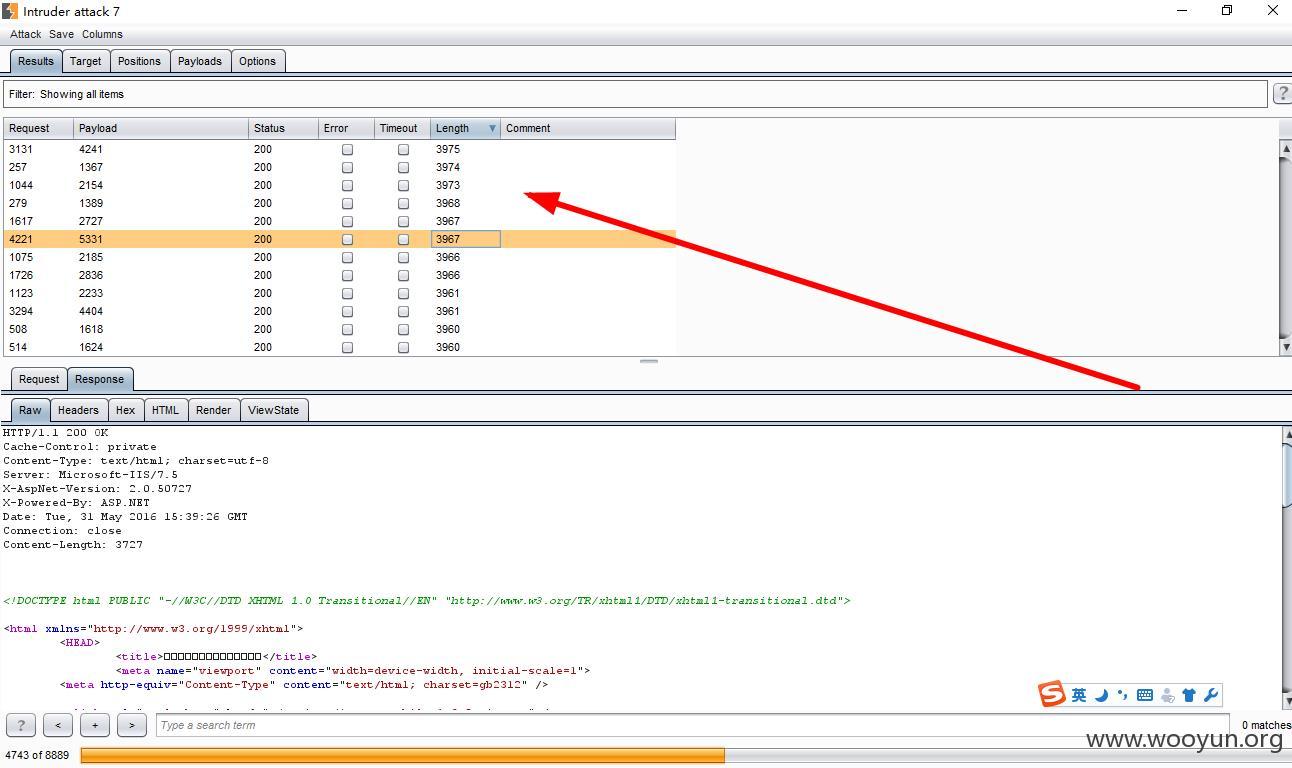 Intruder attack 7
Attack Save Columns
Results Target Positions Payloads Options
Filter: Showing all items
?
Request Payload Status Error Timeout Length Comment
3131 4241 200 3975
257 1367 200 3974
1044 2154 200 3973
279 1389 200 3968
1617 2727 200 3967
4221 5331 200 3967
1075 2185 200 3966
1726 2836 200 3966
1123 2233 200 3961
3294 4404 200 3961
508 1618 200 3960
514 1624 200 3960
Request Response
Raw Headers Hex HTML Render ViewState
HTTP/1.1 200 OK
Cache-Control: private
Content-Type: text/html; charset=utf-8
Server: Microsoft-IIS/7.5
X-AspNet-Version: 2.0.50727
X-Powered-By: ASP.NET
Date: Tue, 31 May 2016 15:39:26 GMT
Connection: close
Content-Length: 3727
<!DOCTYPE html PUBLIC "-//W3C//DTD XHTML 1.0 Transitional//EN" "http://www.w3.org/TR/xhtml1/DTD/xhtml1-transitional.dtd">
<html xmlns="http://www.w3.org/1999/xhtml">
<HEAD>
<title>□□□□□□□□□□□□□□</title>
<meta name="viewport" content="width=device-width, initial-scale=1">
<meta http-equiv="Content-Type" content="text/html; charset=gb2312" />
S 英
? < + > Type a search term 0 matches
www.wooyun.org
4743 of 8889